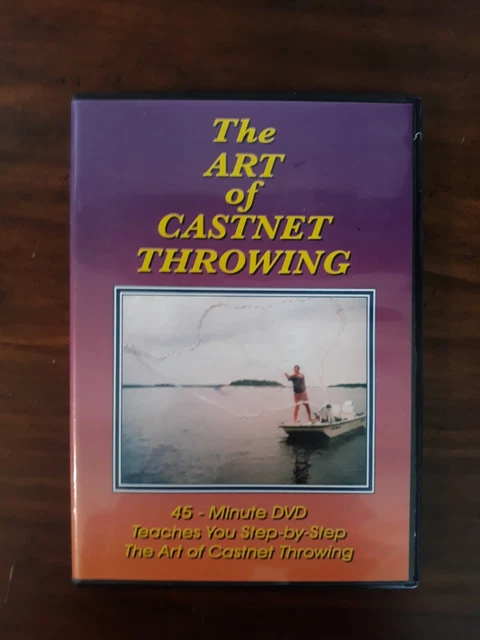 The
ART
of
CASTNET
THROWING
45 - Minute DVD
Teaches You Step-by-Step
The Art of Castnet Throwing